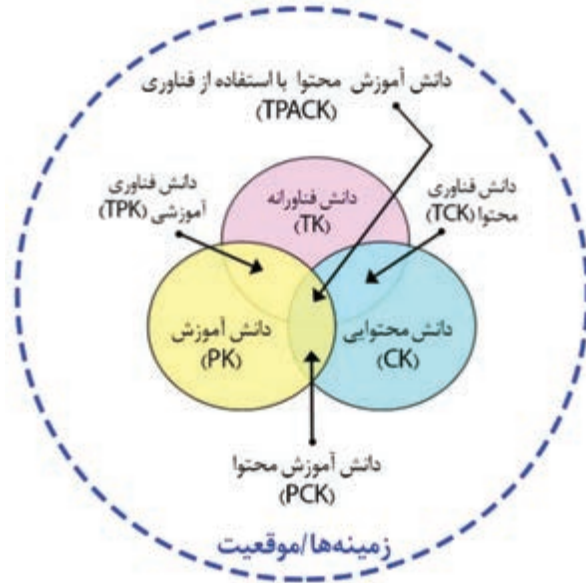 دانش آموزش محتوا با استفاده از فناوری
(TPACK)
دانش فناوری
آموزشی (TPK)
دانش فناورانه
(TK)
دانش فناوری
محتوا (TCK)
دانش آموزش
(PK)
دانش محتوایی
(CK)
دانش آموزش محتوا
(PCK)
زمینه‌ها/موقعیت